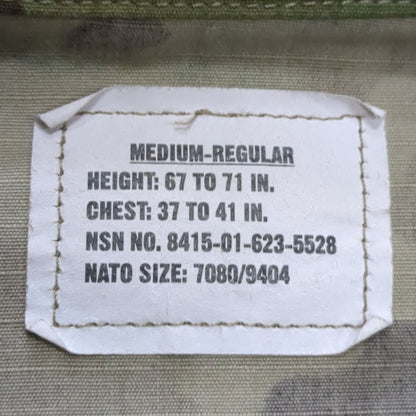 MEDIUM-REGULAR
HEIGHT: 67 TO 71 IN.
CHEST: 37 TO 41 IN.
NSN NO. 8415-01-623-5528
NATO SIZE: 7080/9404